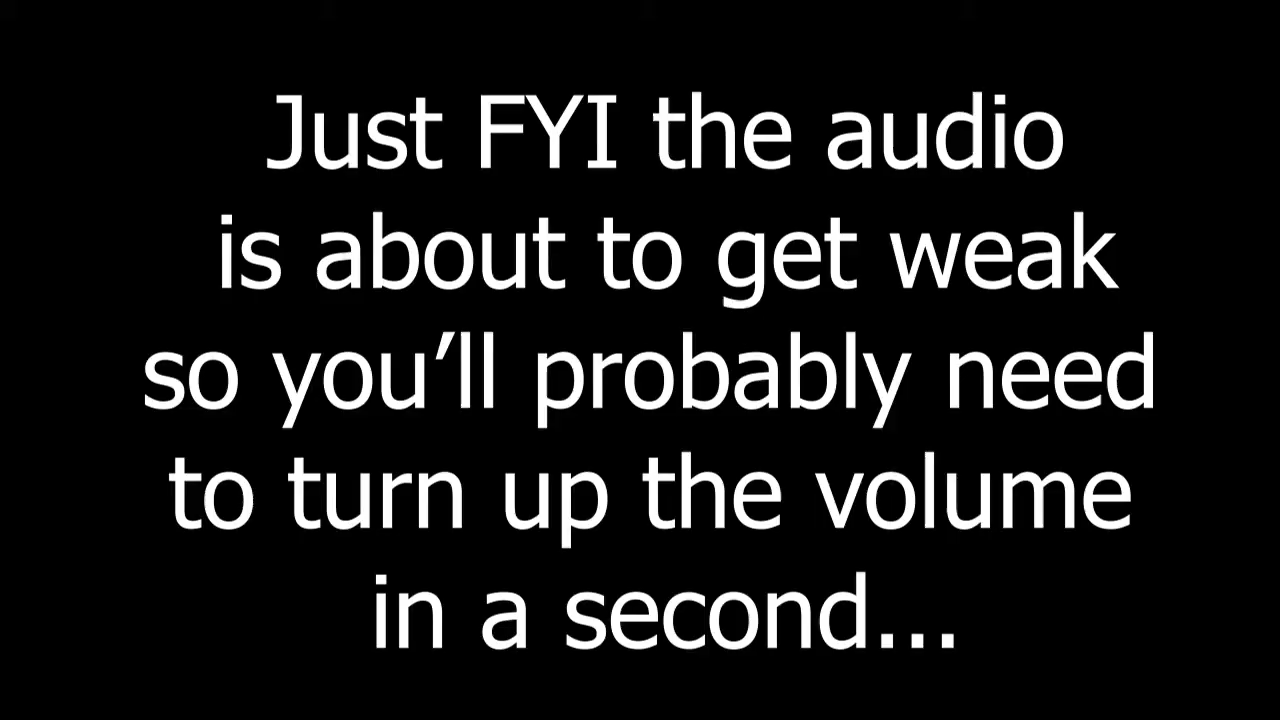 Just FYI the audio
is about to get weak
so you’ll probably need
to turn up the volume
in a second...